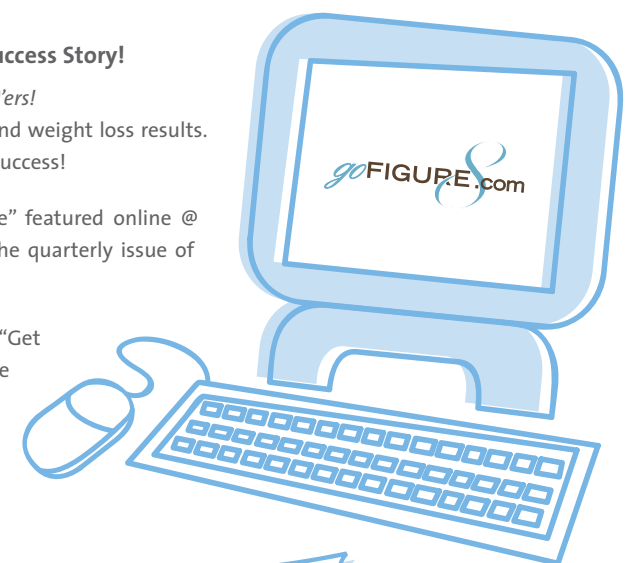 uccess Story!
’ers!
nd weight loss results.
uccess!
e” featured online @
he quarterly issue of
“Get
e
goFIGURE8.com